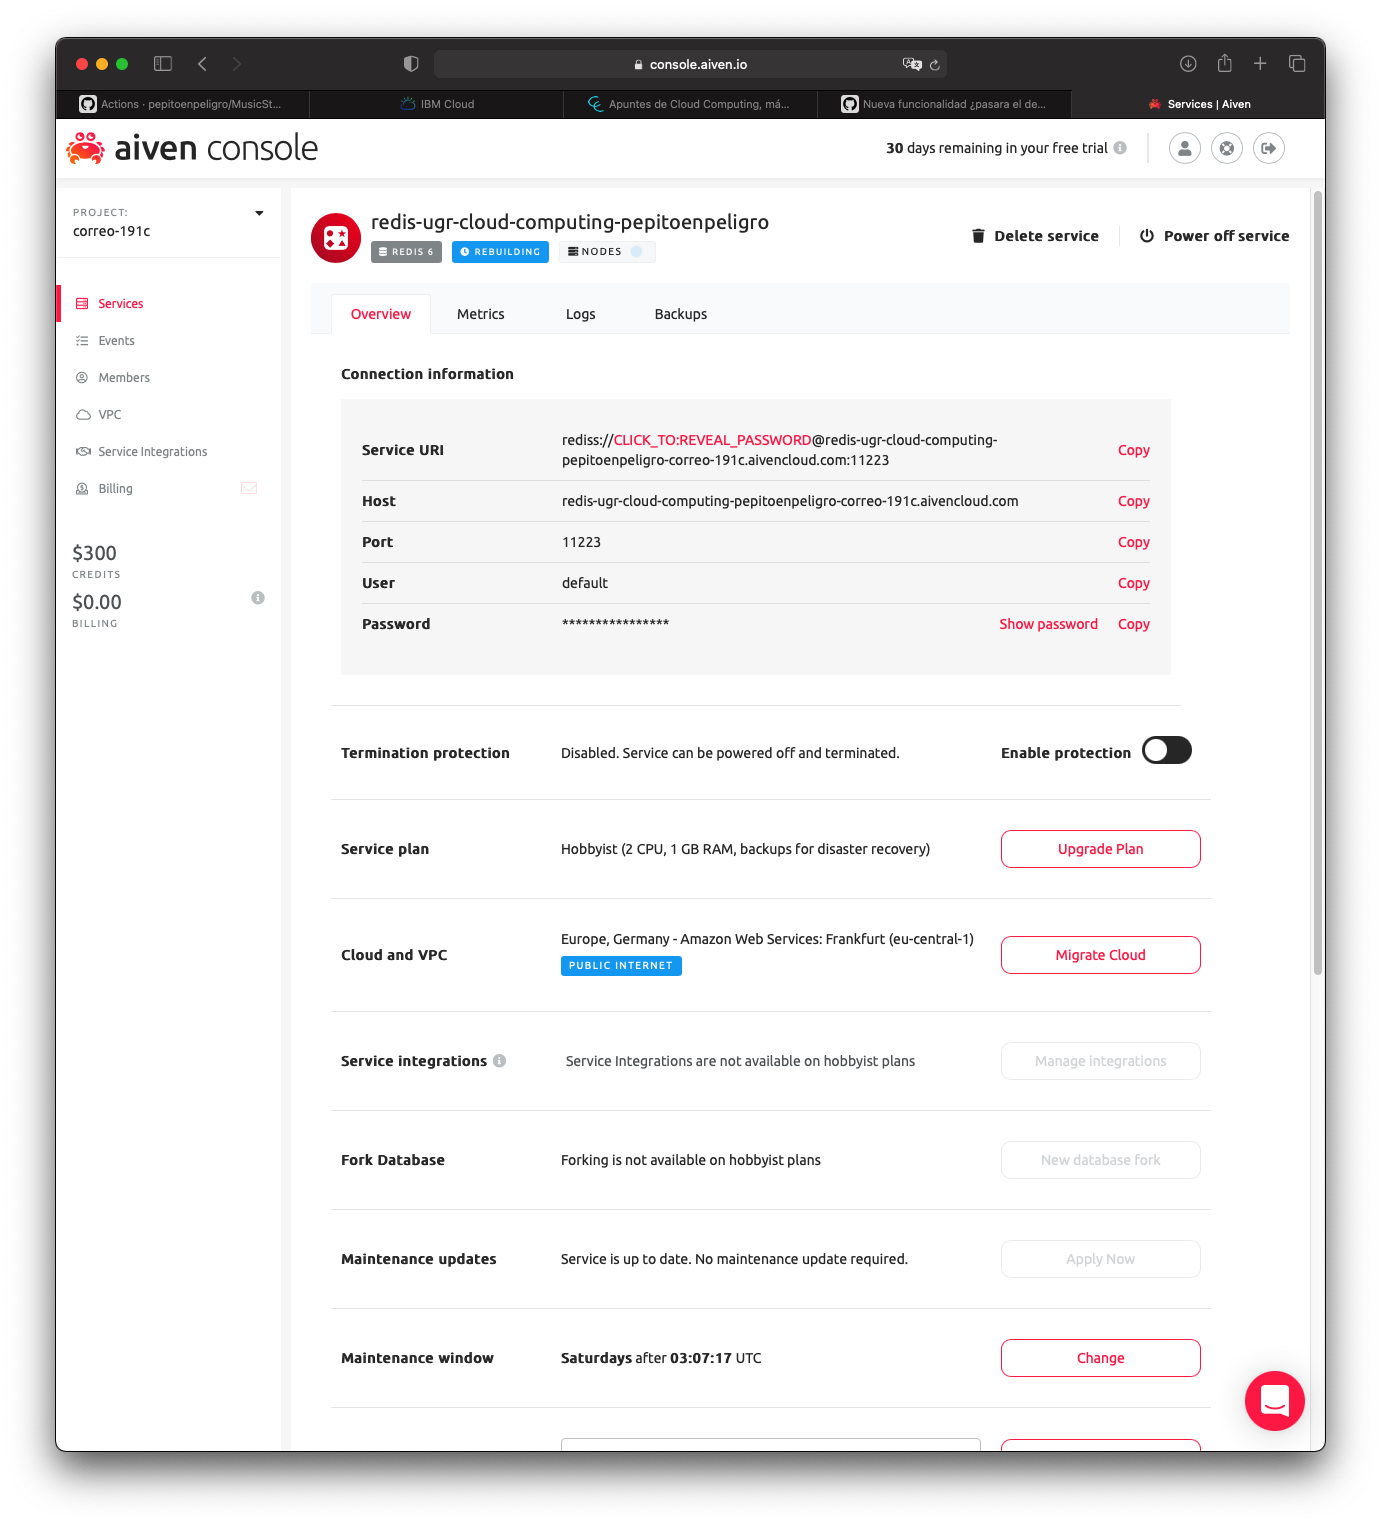 console.aiven.io
Actions · pepitoenpeligro/MusicSt...
IBM Cloud
Apuntes de Cloud Computing, má...
Nueva funcionalidad ¿pasara el de...
Services | Aiven
aiven console
30 days remaining in your free trial
PROJECT:
correo-191c
Services
Events
Members
VPC
Service Integrations
Billing
$300
CREDITS
$0.00
BILLING
redis-ugr-cloud-computing-pepitoenpeligro
REDIS 6
REBUILDING
NODES
Delete service
Power off service
Overview
Metrics
Logs
Backups
Connection information
Service URI
rediss://CLICK_TO:REVEAL_PASSWORD@redis-ugr-cloud-computing-
pepitoenpeligro-correo-191c.aivencloud.com:11223
Copy
Host
redis-ugr-cloud-computing-pepitoenpeligro-correo-191c.aivencloud.com
Copy
Port
11223
Copy
User
default
Copy
Password
****************
Show password
Copy
Termination protection
Disabled. Service can be powered off and terminated.
Enable protection
Service plan
Hobbyist (2 CPU, 1 GB RAM, backups for disaster recovery)
Upgrade Plan
Cloud and VPC
Europe, Germany - Amazon Web Services: Frankfurt (eu-central-1)
PUBLIC INTERNET
Migrate Cloud
Service integrations
Service Integrations are not available on hobbyist plans
Manage integrations
Fork Database
Forking is not available on hobbyist plans
New database fork
Maintenance updates
Service is up to date. No maintenance update required.
Apply Now
Maintenance window
Saturdays after 03:07:17 UTC
Change